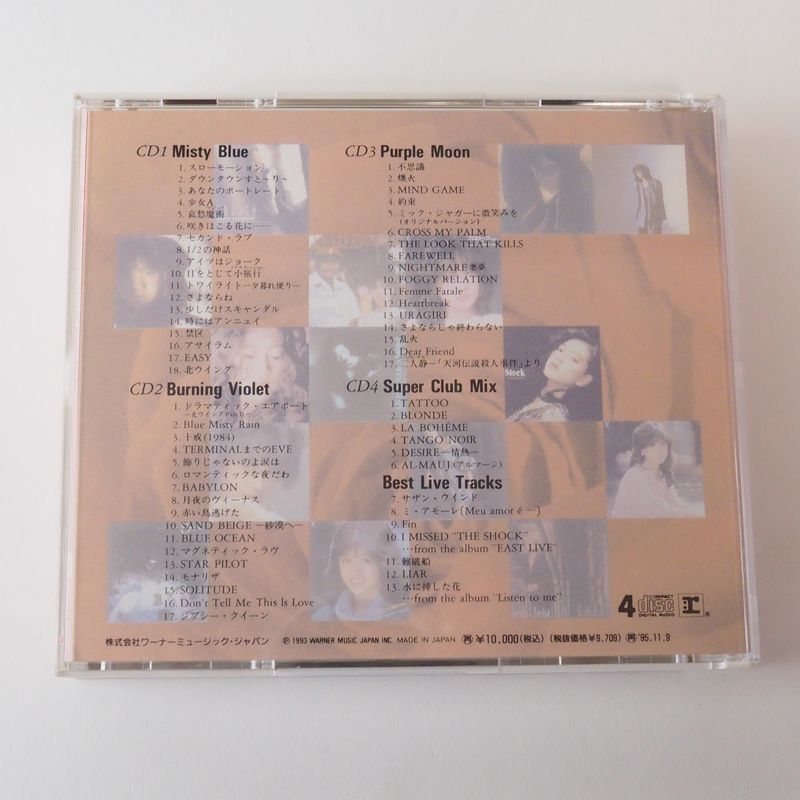 CD1 Misty Blue
1. スローモーション
2. ダウンタウンすと〜り〜
3. あなたのポートレート
4. 少女A
5. 哀愁魔術
6. 咲きほこる花に……
7. セカンド・ラブ
8. 1/2の神話
9. アイツはジョーク
10. 目をとじて小旅行
11. トワイライト―夕暮れ便り―
12. さよならね
13. 少しだけスキャンダル
14. 時にはアンニュイ
15. 禁区
16. アサイラム
17. EASY
18. 北ウイング
CD2 Burning Violet
1. ドラマティック・エアポート
―北ウイングPart II―
2. Blue Misty Rain
3. 十戒(1984)
4. TERMINALまでのEVE
5. 飾りじゃないのよ涙は
6. ロマンティックな夜だわ
7. BABYLON
8. 月夜のヴィーナス
9. 赤い鳥逃げた
10. SAND BEIGE ―砂漠へ―
11. BLUE OCEAN
12. マグネティック・ラヴ
13. STAR PILOT
14. モナリザ
15. SOLITUDE
16. Don't Tell Me This Is Love
17. ジプシー・クイーン
CD3 Purple Moon
1. 不思議
2. 燠火
3. MIND GAME
4. 約束
5. ミック・ジャガーに微笑みを
(オリジナルバージョン)
6. CROSS MY PALM
7. THE LOOK THAT KILLS
8. FAREWELL
9. NIGHTMARE 悪夢
10. FOGGY RELATION
11. Femme Fatale
12. Heartbreak
13. URAGIRI
14. さよならじゃ終わらない
15. 乱火
16. Dear Friend
17. 二人静―「天河伝説殺人事件」より
Stock
CD4 Super Club Mix
1. TATTOO
2. BLONDE
3. LA BOHÈME
4. TANGO NOIR
5. DESIRE ―情熱―
6. AL-MAUJ (アルマージ)
Best Live Tracks
7. サザン・ウインド
8. ミ・アモーレ〔Meu amor é…〕
9. Fin
10. I MISSED "THE SHOCK"
…from the album "EAST LIVE"
11. 難破船
12. LIAR
13. 水に挿した花
…from the album "Listen to me"
4 COMPACT disc DIGITAL AUDIO r
株式会社ワーナーミュージック・ジャパン
Ⓟ 1993 WARNER MUSIC JAPAN INC. MADE IN JAPAN 再 ¥10,000(税込) (税抜価格¥9,709) 再 '95.11.9